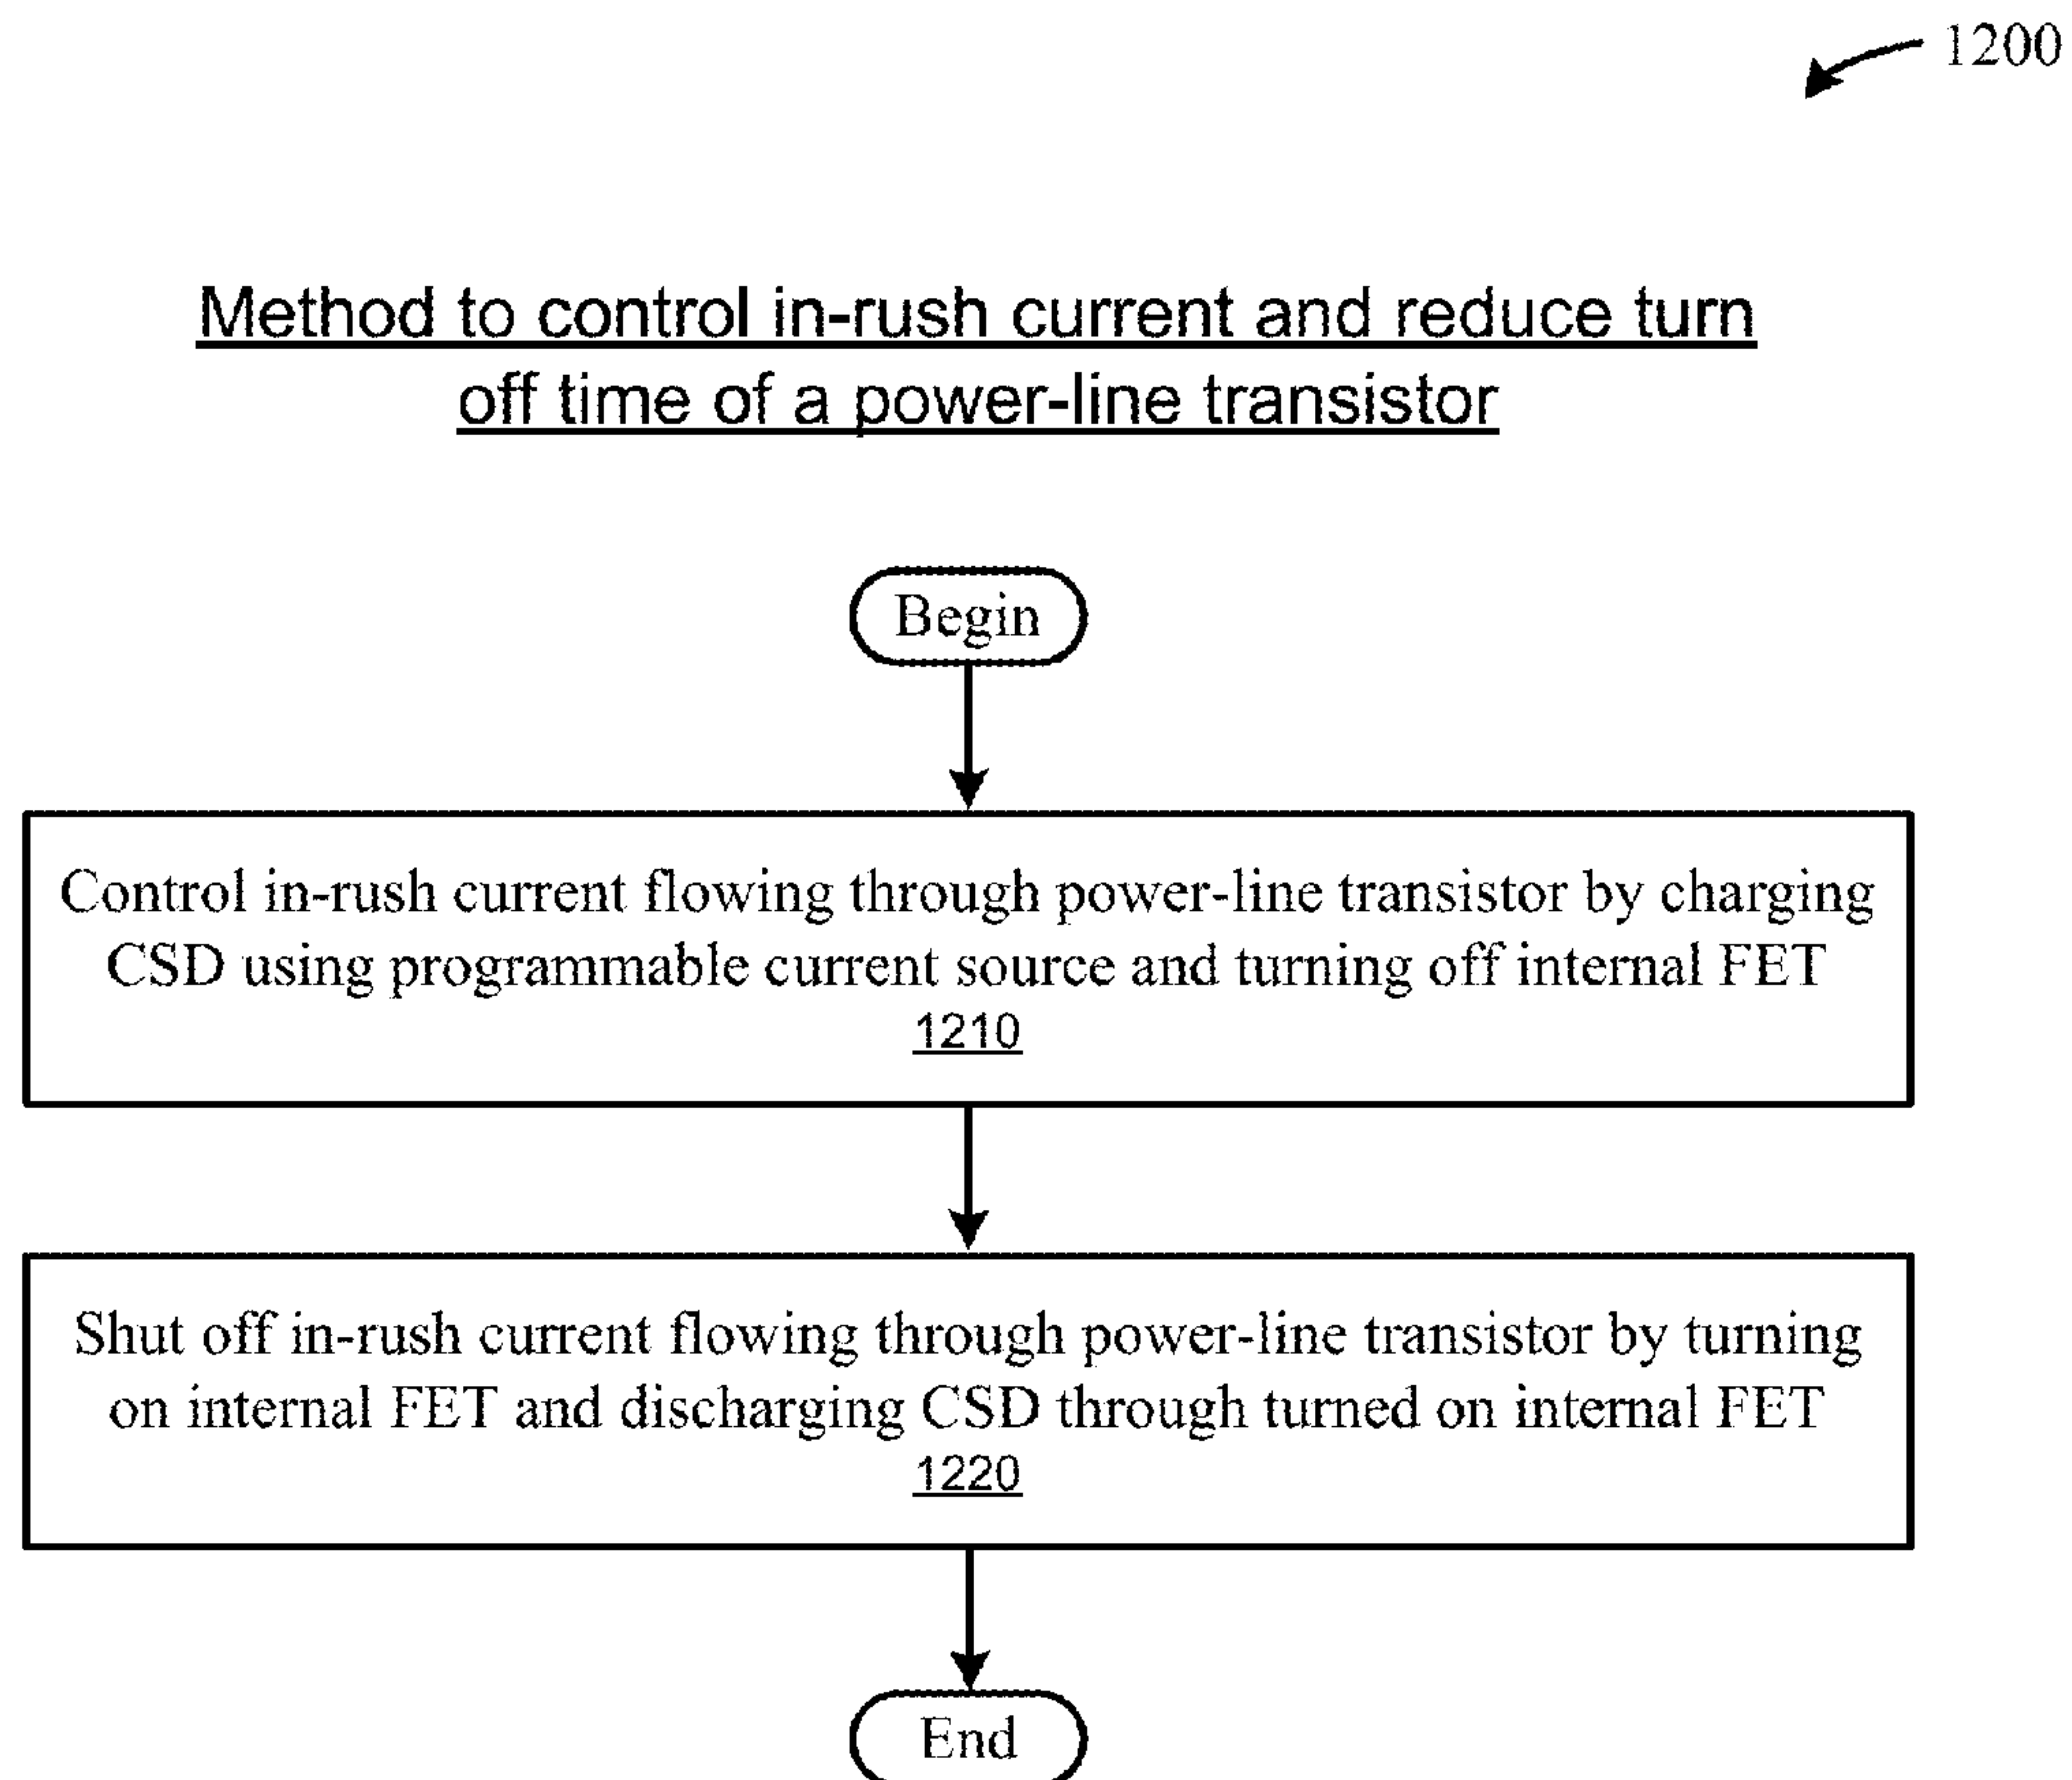 1200
Method to control in-rush current and reduce turn
off time of a power-line transistor
Begin
Control in-rush current flowing through power-line transistor by charging
CSD using programmable current source and turning off internal FET
1210
Shut off in-rush current flowing through power-line transistor by turning
on internal FET and discharging CSD through turned on internal FET
1220
End